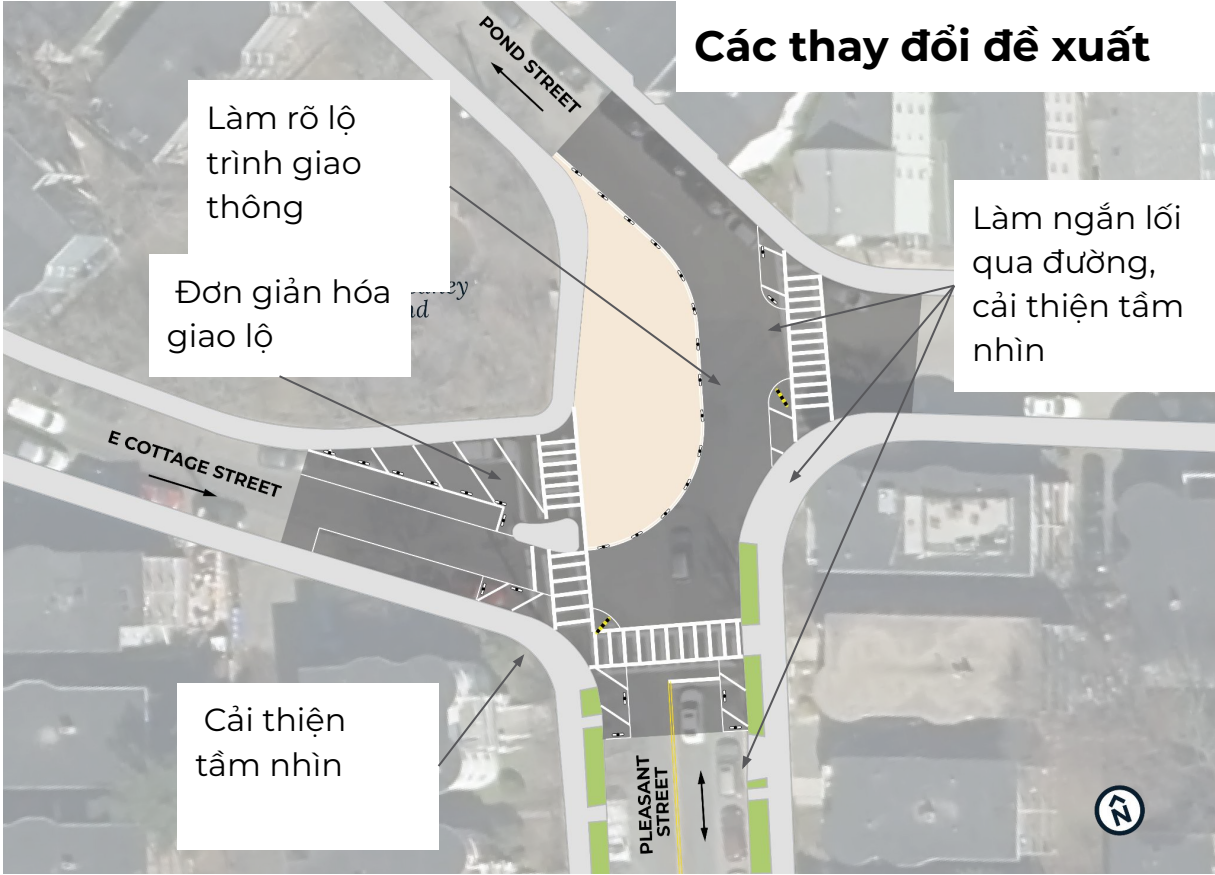 Các thay đổi đề xuất
POND STREET
Làm rõ lộ
trình giao
thông
Đơn giản hóa
giao lộ
Làm ngắn lối
qua đường,
cải thiện tầm
nhìn
E COTTAGE STREET
Cải thiện
tầm nhìn
PLEASANT
STREET
N